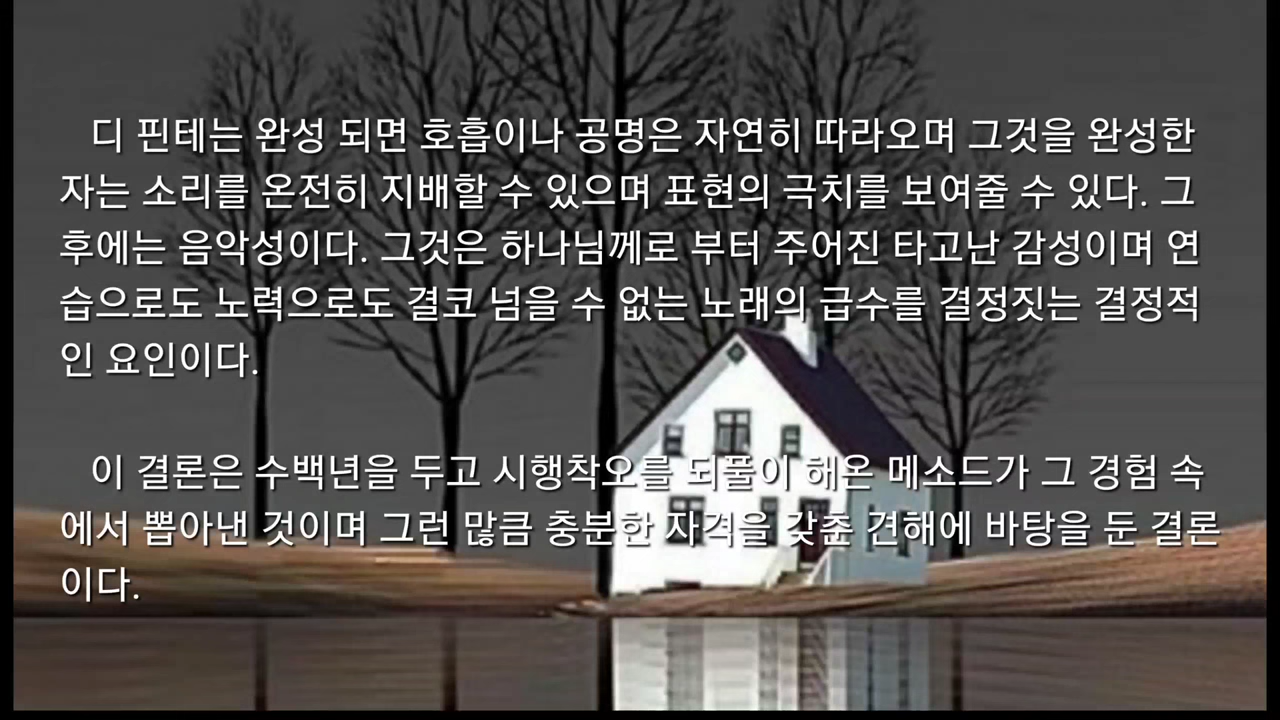 디 핀테는 완성 되면 호흡이나 공명은 자연히 따라오며 그것을 완성한
자는 소리를 온전히 지배할 수 있으며 표현의 극치를 보여줄 수 있다. 그
후에는 음악성이다. 그것은 하나님께로 부터 주어진 타고난 감성이며 연
습으로도 노력으로도 결코 넘을 수 없는 노래의 급수를 결정짓는 결정적
인 요인이다.
이 결론은 수백년을 두고 시행착오를 되풀이 해온 메소드가 그 경험 속
에서 뽑아낸 것이며 그런 많큼 충분한 자격을 갖춘 견해에 바탕을 둔 결론
이다.